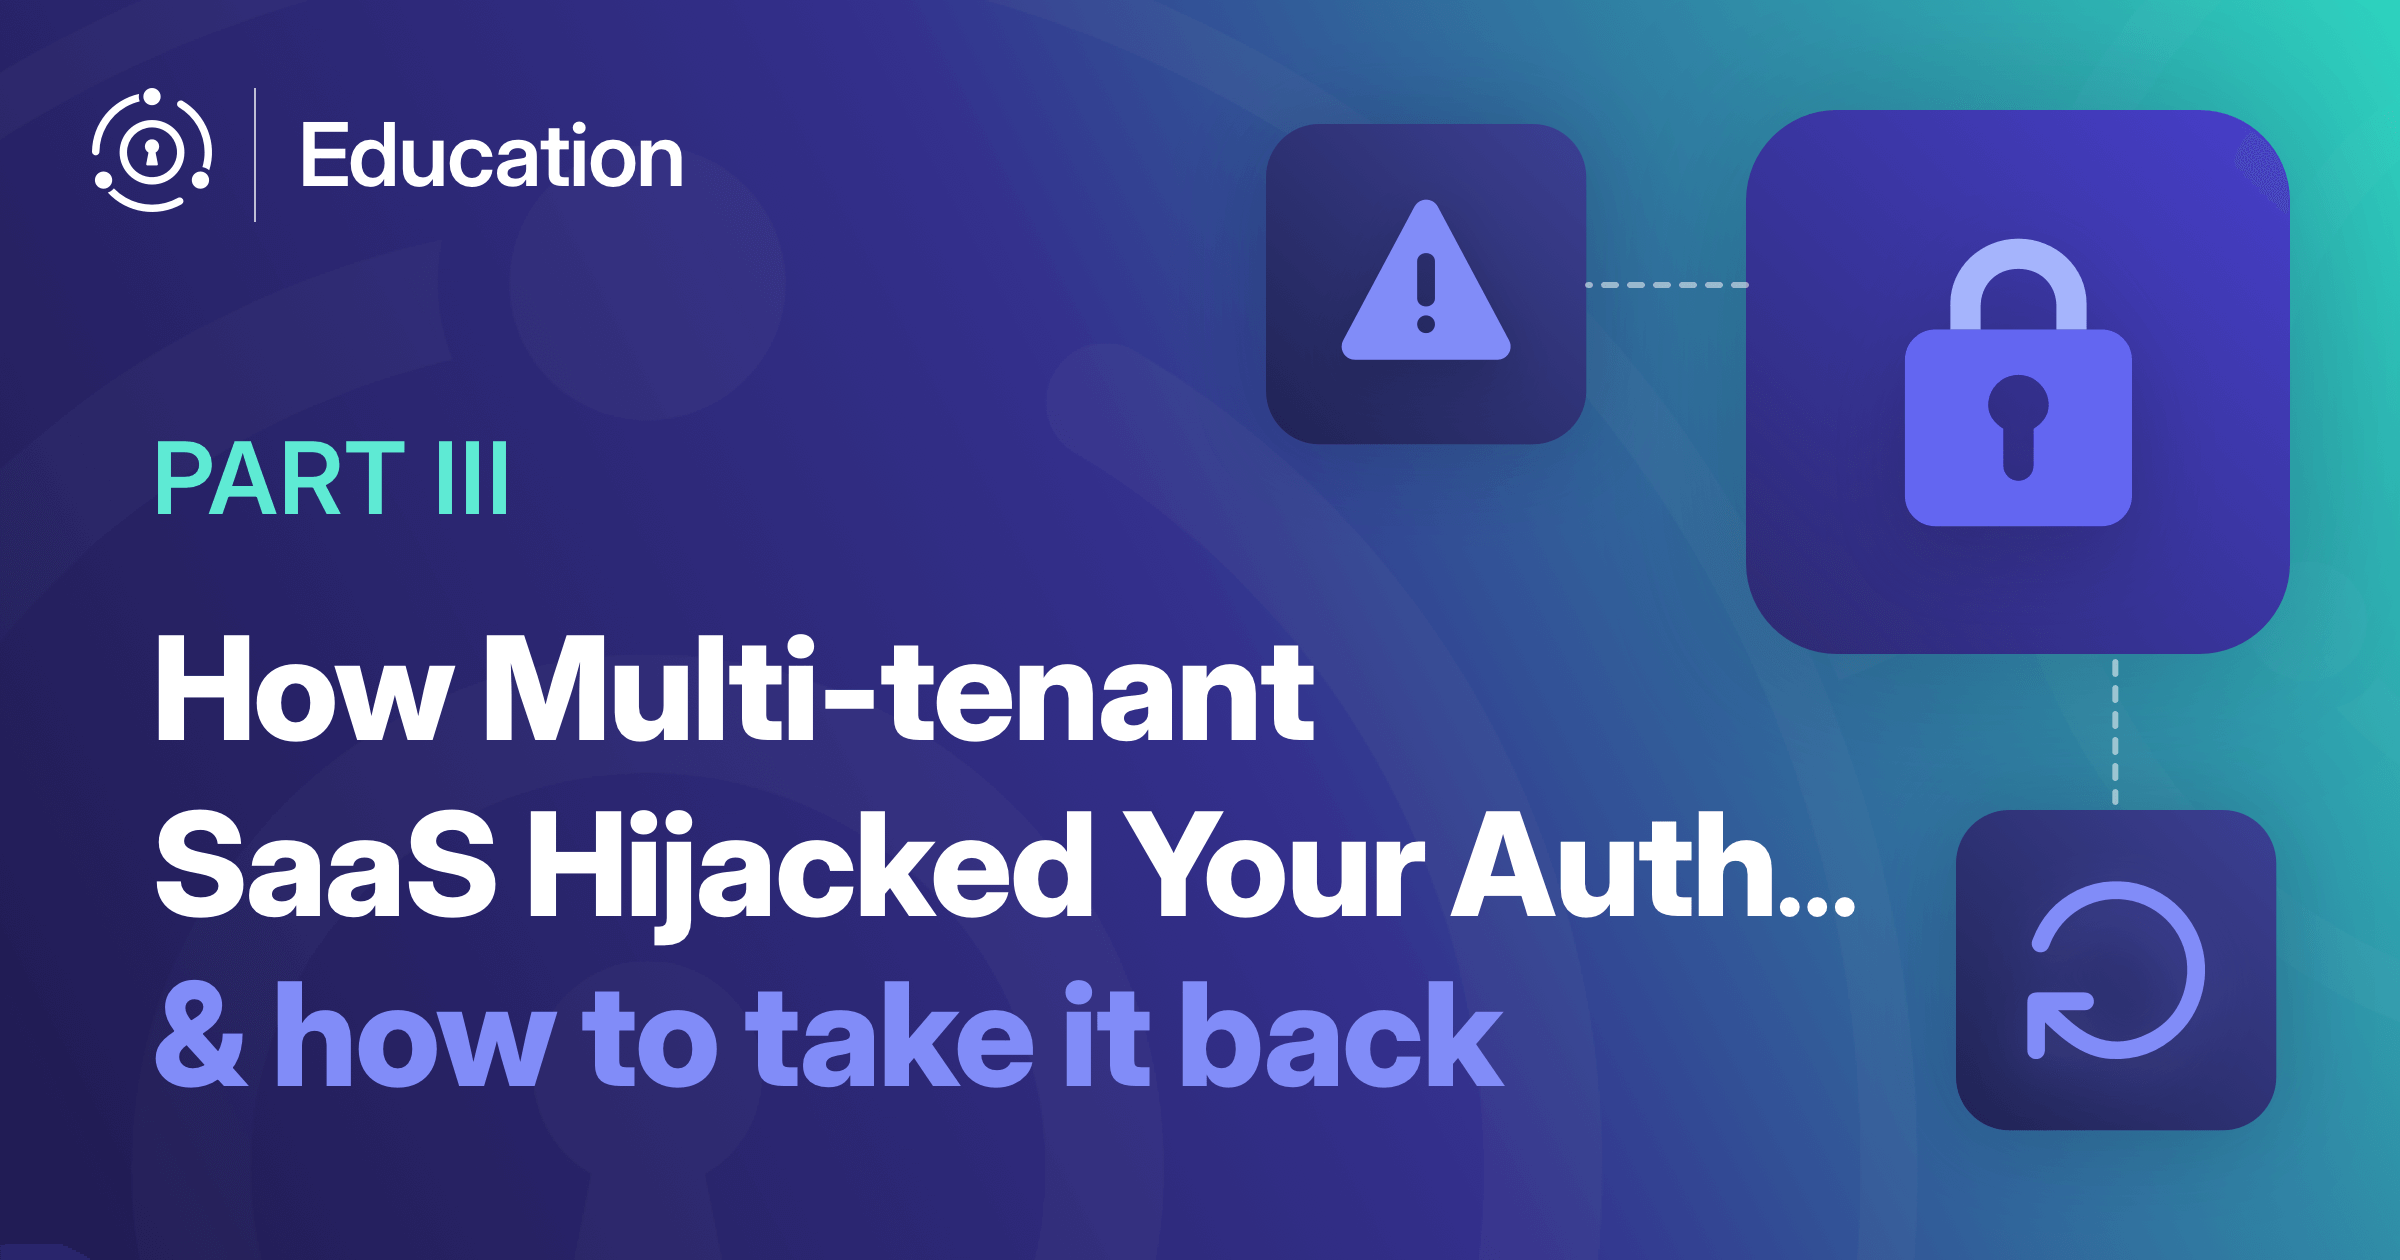 Education
PART III
How Multi-tenant
SaaS Hijacked Your Auth...
& how to take it back